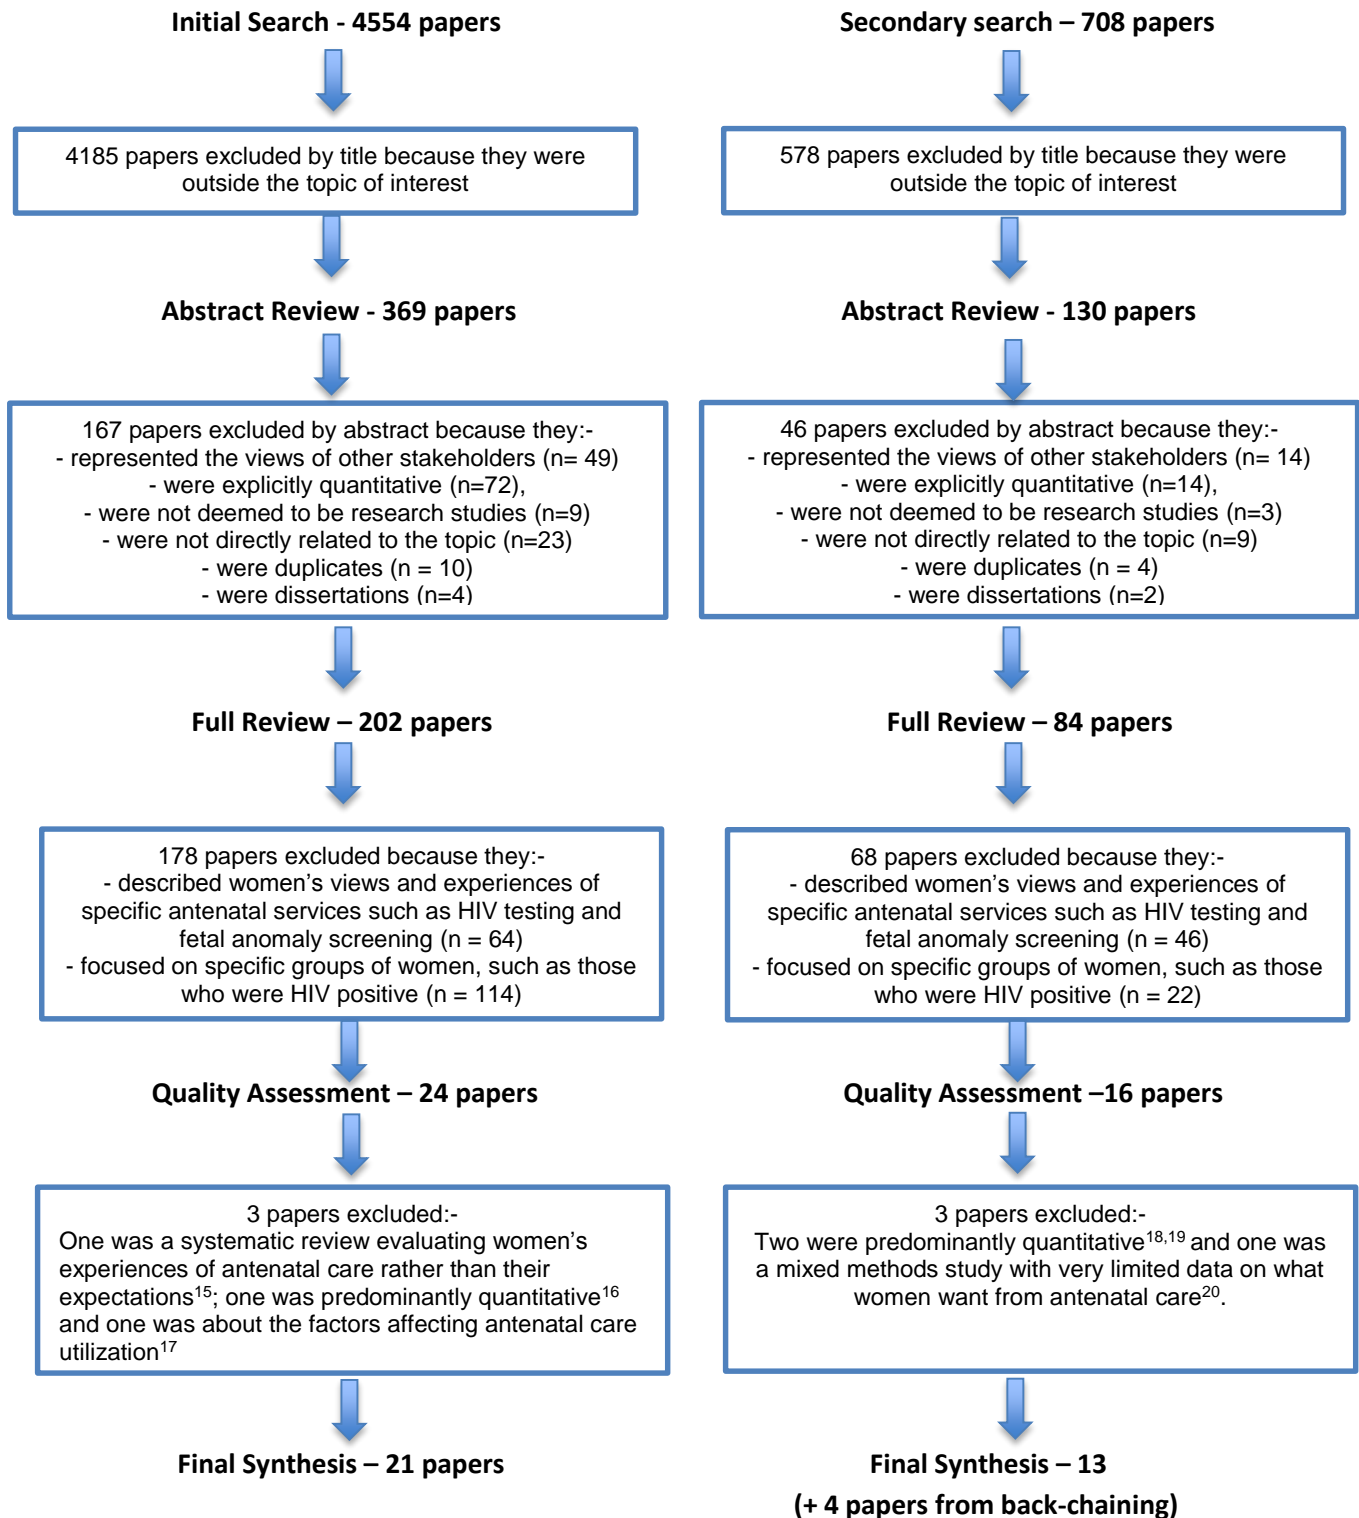 Initial Search - 4554 papers
4185 papers excluded by title because they were
outside the topic of interest
Abstract Review - 369 papers
167 papers excluded by abstract because they:-
- represented the views of other stakeholders (n= 49)
- were explicitly quantitative (n=72),
- were not deemed to be research studies (n=9)
- were not directly related to the topic (n=23)
- were duplicates (n = 10)
- were dissertations (n=4)
Full Review – 202 papers
178 papers excluded because they:-
- described women’s views and experiences of
specific antenatal services such as HIV testing and
fetal anomaly screening (n = 64)
- focused on specific groups of women, such as those
who were HIV positive (n = 114)
Quality Assessment – 24 papers
3 papers excluded:-
One was a systematic review evaluating women’s
experiences of antenatal care rather than their
expectations15; one was predominantly quantitative16
and one was about the factors affecting antenatal care
utilization17
Final Synthesis – 21 papers
Secondary search – 708 papers
578 papers excluded by title because they were
outside the topic of interest
Abstract Review - 130 papers
46 papers excluded by abstract because they:-
- represented the views of other stakeholders (n= 14)
- were explicitly quantitative (n=14),
- were not deemed to be research studies (n=3)
- were not directly related to the topic (n=9)
- were duplicates (n = 4)
- were dissertations (n=2)
Full Review – 84 papers
68 papers excluded because they:-
- described women’s views and experiences of
specific antenatal services such as HIV testing and
fetal anomaly screening (n = 46)
- focused on specific groups of women, such as those
who were HIV positive (n = 22)
Quality Assessment –16 papers
3 papers excluded:-
Two were predominantly quantitative18,19 and one was
a mixed methods study with very limited data on what
women want from antenatal care20.
Final Synthesis – 13
(+ 4 papers from back-chaining)